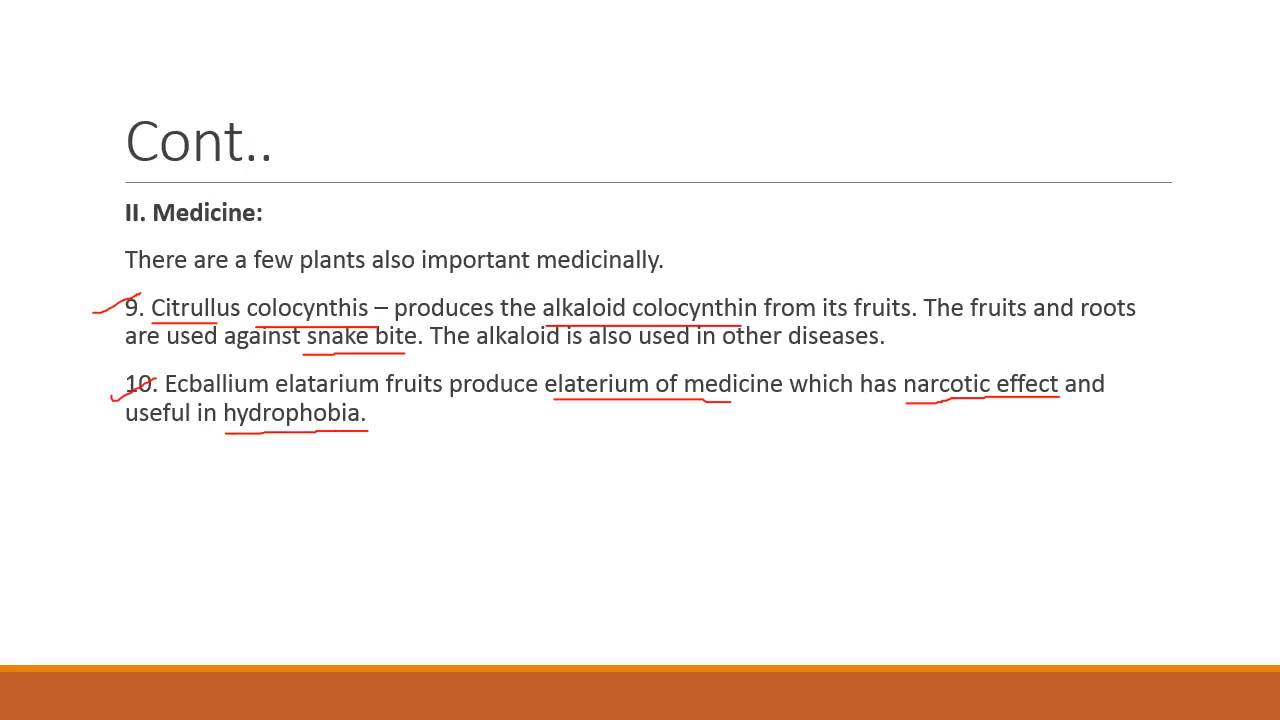 Cont..
II. Medicine:
There are a few plants also important medicinally.
9. Citrullus colocynthis – produces the alkaloid colocynthin from its fruits. The fruits and roots
are used against snake bite. The alkaloid is also used in other diseases.
10. Ecballium elatarium fruits produce elaterium of medicine which has narcotic effect and
useful in hydrophobia.